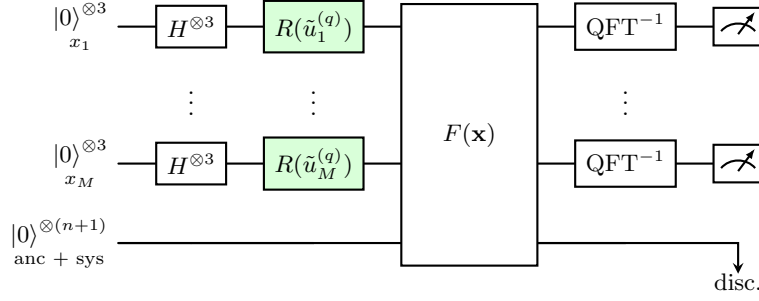 |0⟩^{⊗3} H^{⊗3} R(ũ_1^{(q)}) QFT^{-1}
x_1
⋮ ⋮ F(𝐱) ⋮
|0⟩^{⊗3} H^{⊗3} R(ũ_M^{(q)}) QFT^{-1}
x_M
|0⟩^{⊗(n+1)}
anc + sys
disc.